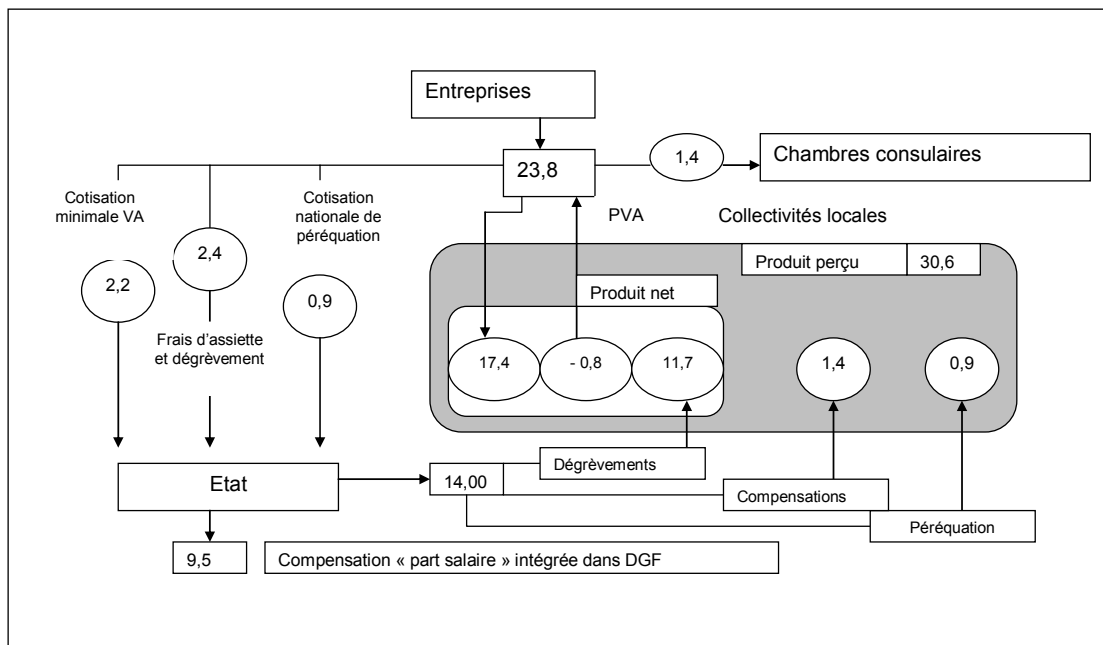 Entreprises
23,8
1,4
Chambres consulaires
Cotisation
minimale VA
2,4
Cotisation
nationale de
péréquation
PVA
Collectivités locales
2,2
0,9
Frais d'assiette
et dégrèvement
Produit perçu
30,6
Produit net
17,4
- 0,8
11,7
1,4
0,9
Etat
14,00
Dégrèvements
Compensations
Péréquation
9,5
Compensation « part salaire » intégrée dans DGF